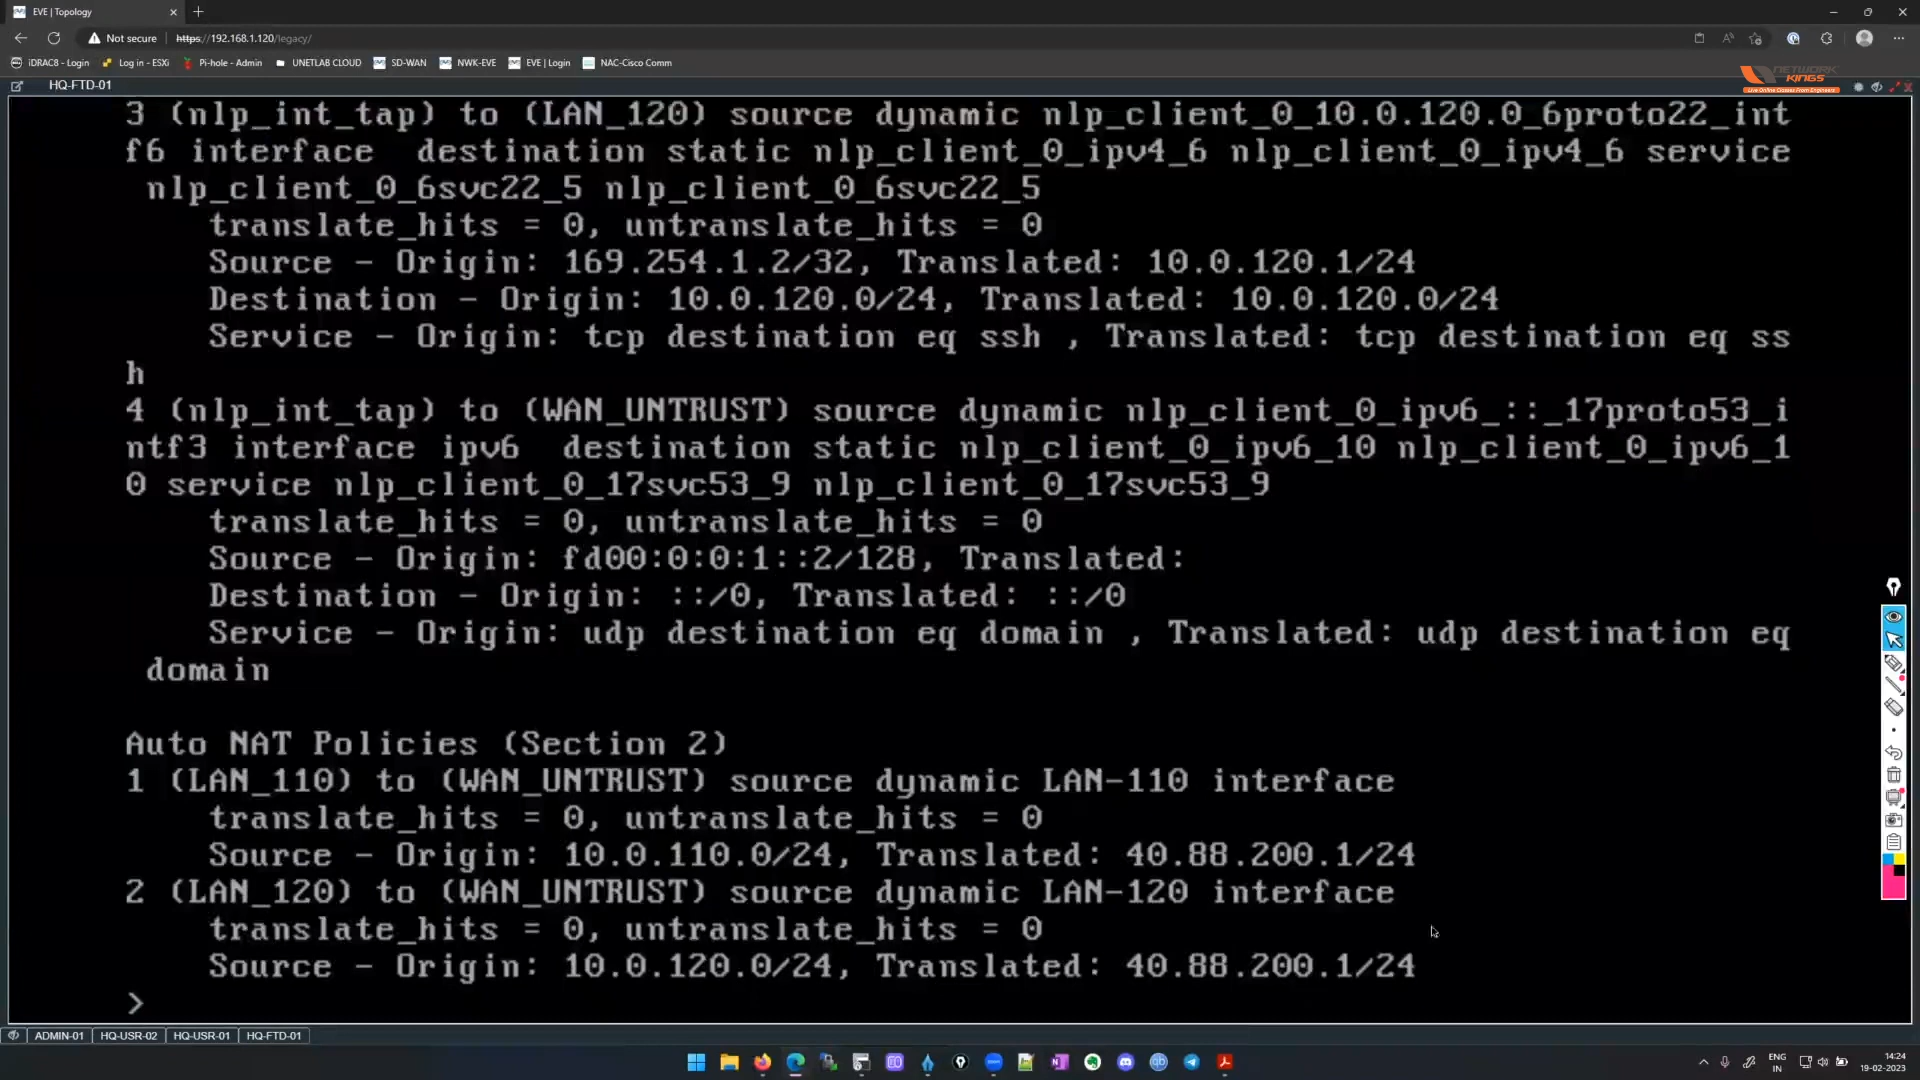 EVE | Topology
Not secure
https://192.168.1.120/legacy/
iDRAC8 - Login
Log in - ESXi
Pi-hole - Admin
UNETLAB CLOUD
SD-WAN
NWK-EVE
EVE | Login
NAC-Cisco Comm
HQ-FTD-01
NETWORK
KINGS
Live Online Classes From Engineers
3 (nlp_int_tap) to (LAN_120) source dynamic nlp_client_0_10.0.120.0_6proto22_int
f6 interface  destination static nlp_client_0_ipv4_6 nlp_client_0_ipv4_6 service
nlp_client_0_6svc22_5 nlp_client_0_6svc22_5
translate_hits = 0, untranslate_hits = 0
Source - Origin: 169.254.1.2/32, Translated: 10.0.120.1/24
Destination - Origin: 10.0.120.0/24, Translated: 10.0.120.0/24
Service - Origin: tcp destination eq ssh , Translated: tcp destination eq ss
h
4 (nlp_int_tap) to (WAN_UNTRUST) source dynamic nlp_client_0_ipv6_::_17proto53_i
ntf3 interface ipv6  destination static nlp_client_0_ipv6_10 nlp_client_0_ipv6_1
0 service nlp_client_0_17svc53_9 nlp_client_0_17svc53_9
translate_hits = 0, untranslate_hits = 0
Source - Origin: fd00:0:0:1::2/128, Translated:
Destination - Origin: ::/0, Translated: ::/0
Service - Origin: udp destination eq domain , Translated: udp destination eq
domain
Auto NAT Policies (Section 2)
1 (LAN_110) to (WAN_UNTRUST) source dynamic LAN-110 interface
translate_hits = 0, untranslate_hits = 0
Source - Origin: 10.0.110.0/24, Translated: 40.88.200.1/24
2 (LAN_120) to (WAN_UNTRUST) source dynamic LAN-120 interface
translate_hits = 0, untranslate_hits = 0
Source - Origin: 10.0.120.0/24, Translated: 40.88.200.1/24
>
ADMIN-01
HQ-USR-02
HQ-USR-01
HQ-FTD-01
ENG
IN
14:24
19-02-2023